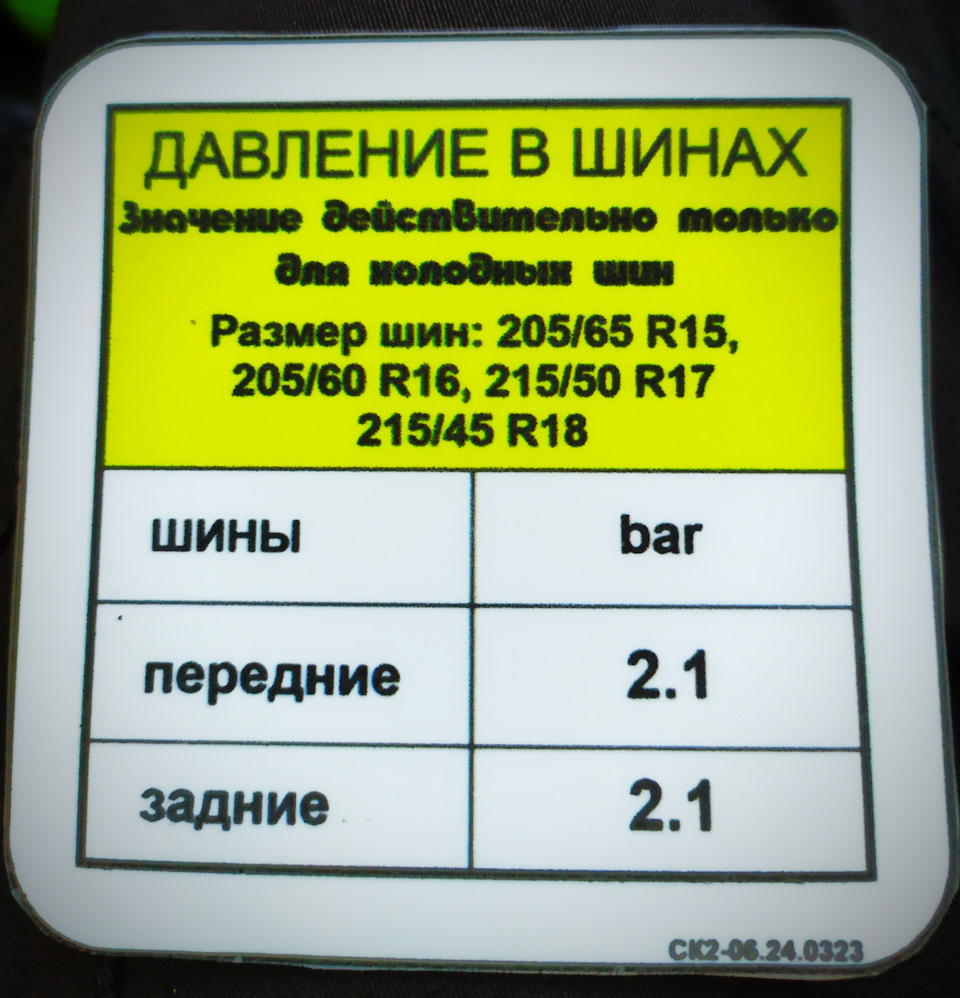 ДАВЛЕНИЕ В ШИНАХ
Значение действительно только
для холодных шин
Размер шин: 205/65 R15,
205/60 R16, 215/50 R17
215/45 R18
шины bar
передние 2.1
задние 2.1
СК2-06.24.0323